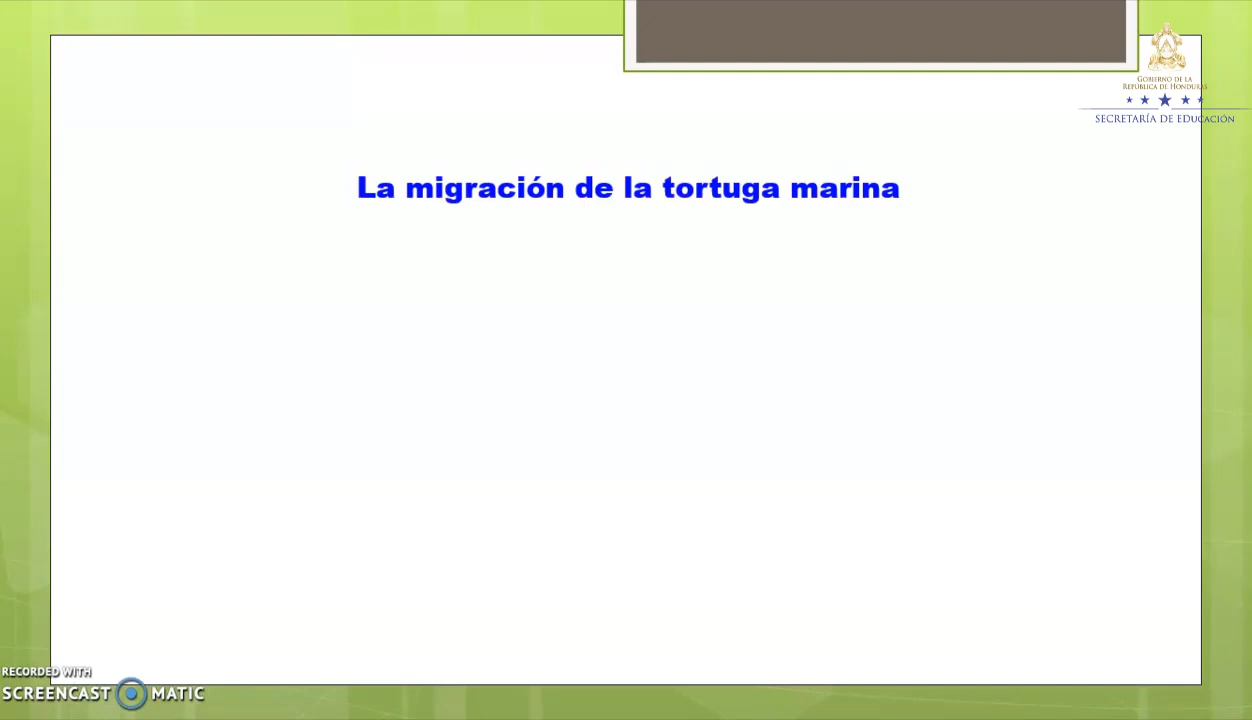 GOBIERNO DE LA
REPÚBLICA DE HONDURAS
SECRETARÍA DE EDUCACIÓN
La migración de la tortuga marina
RECORDED WITH
SCREENCAST MATIC